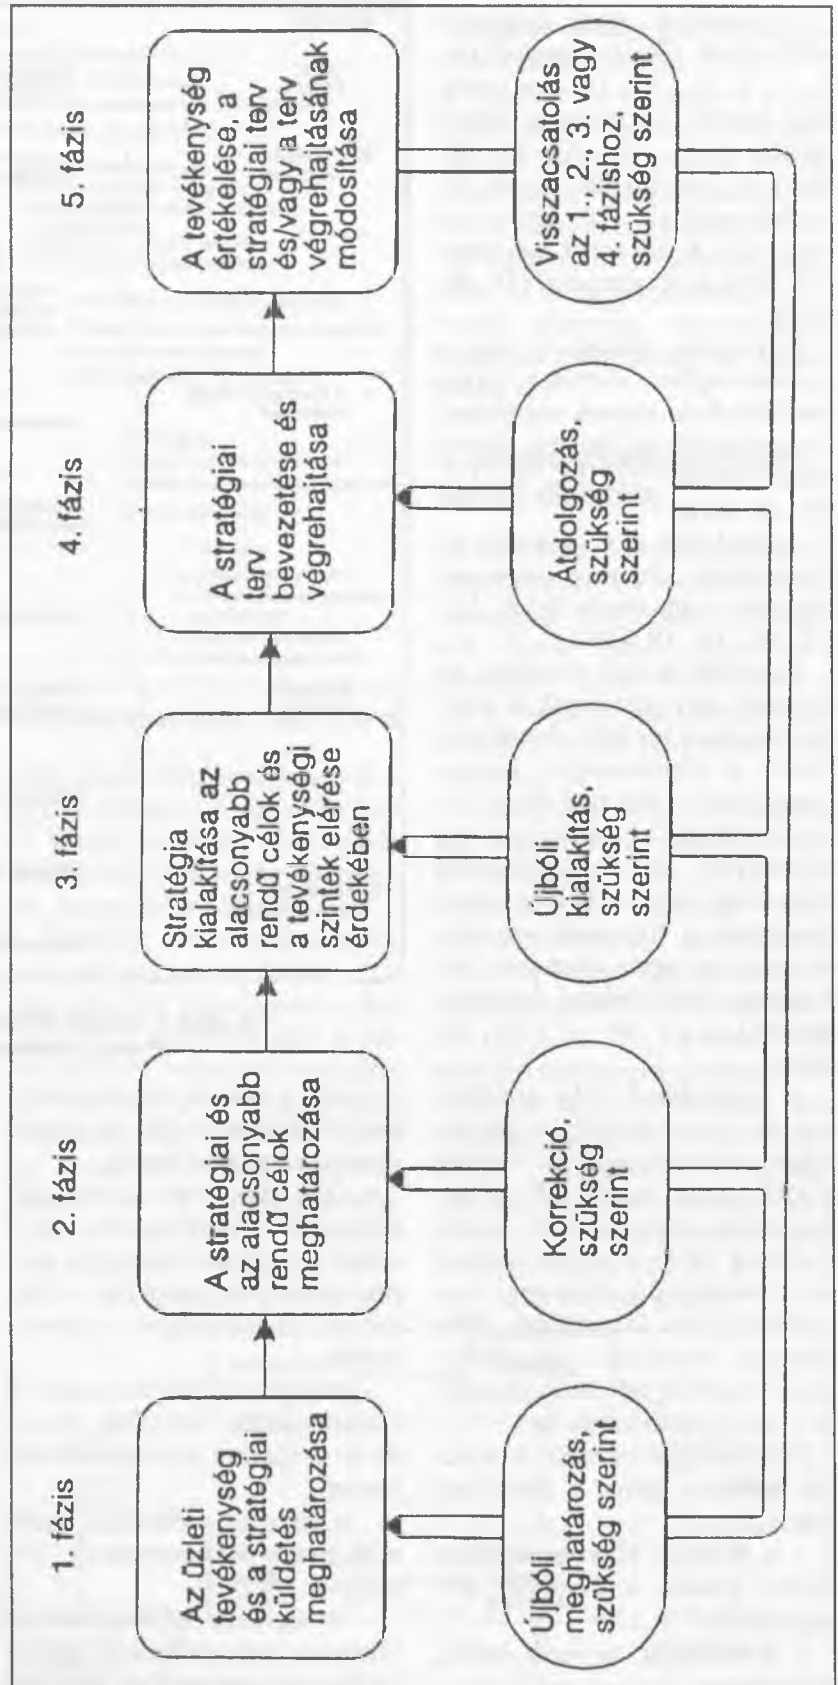 1. fázis
Az üzleti
tevékenység
és a stratégiai
küldetés
meghatározása
Újbóli
meghatározás,
szükség szerint
2. fázis
A stratégiai és
az alacsonyabb
rendű célok
meghatározása
Korrekció,
szükség
szerint
3. fázis
Stratégia
kialakítása az
alacsonyabb
rendű célok és
a tevékenységi
szintek elérése
érdekében
Újbóli
kialakítás,
szükség
szerint
4. fázis
A stratégiai
terv
bevezetése és
végrehajtása
Átdolgozás,
szükség
szerint
5. fázis
A tevékenység
értékelése, a
stratégiai terv
és/vagy a terv
végrehajtásának
módosítása
Visszacsatolás
az 1., 2., 3. vagy
4. fázishoz,
szükség szerint